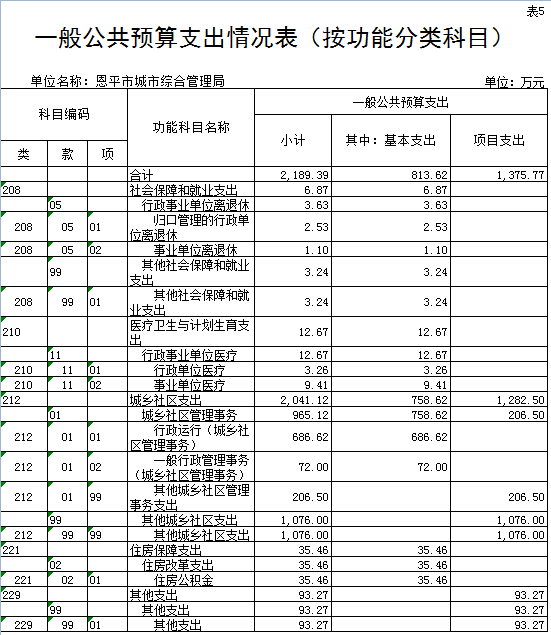 表5
一般公共预算支出情况表（按功能分类科目）
单位名称：恩平市城市综合管理局 单位：万元
科目编码 功能科目名称 一般公共预算支出
类 款 项 小计 其中：基本支出 项目支出
合计 2,189.39 813.62 1,375.77
208 社会保障和就业支出 6.87 6.87
05 行政事业单位离退休 3.63 3.63
208 05 01 归口管理的行政单
位离退休 2.53 2.53
208 05 02 事业单位离退休 1.10 1.10
99 其他社会保障和就业
支出 3.24 3.24
208 99 01 其他社会保障和就
业支出 3.24 3.24
210 医疗卫生与计划生育支
出 12.67 12.67
11 行政事业单位医疗 12.67 12.67
210 11 01 行政单位医疗 3.26 3.26
210 11 02 事业单位医疗 9.41 9.41
212 城乡社区支出 2,041.12 758.62 1,282.50
01 城乡社区管理事务 965.12 758.62 206.50
212 01 01 行政运行（城乡社
区管理事务） 686.62 686.62
212 01 02 一般行政管理事务
（城乡社区管理事务） 72.00 72.00
212 01 99 其他城乡社区管理
事务支出 206.50 206.50
99 其他城乡社区支出 1,076.00 1,076.00
212 99 99 其他城乡社区支出 1,076.00 1,076.00
221 住房保障支出 35.46 35.46
02 住房改革支出 35.46 35.46
221 02 01 住房公积金 35.46 35.46
229 其他支出 93.27 93.27
99 其他支出 93.27 93.27
229 99 01 其他支出 93.27 93.27